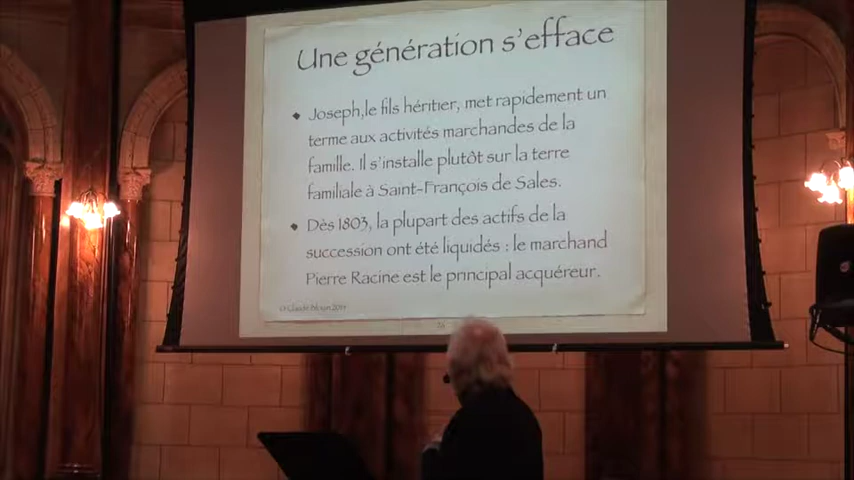 Une génération s'efface
Joseph,le fils héritier, met rapidement un
terme aux activités marchandes de la
famille. Il s'installe plutôt sur la terre
familiale à Saint-François de Sales.
Dès 1803, la plupart des actifs de la
succession ont été liquidés : le marchand
Pierre Racine est le principal acquéreur.